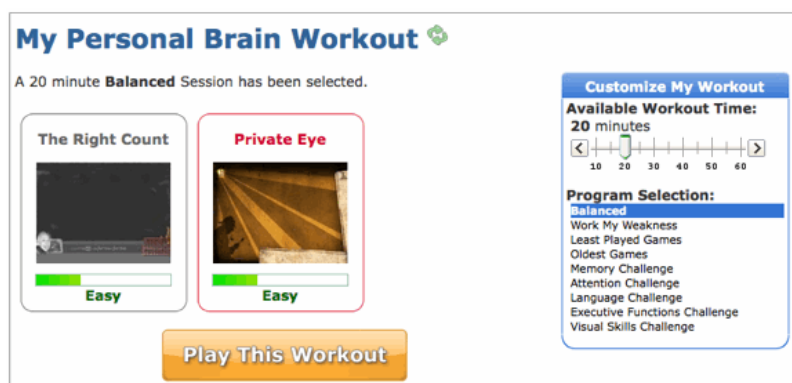 My Personal Brain Workout
A 20 minute Balanced Session has been selected.
The Right Count
Easy
Private Eye
Easy
Play This Workout
Customize My Workout
Available Workout Time:
20 minutes
10 20 30 40 50 60
Program Selection:
Balanced
Work My Weakness
Least Played Games
Oldest Games
Memory Challenge
Attention Challenge
Language Challenge
Executive Functions Challenge
Visual Skills Challenge